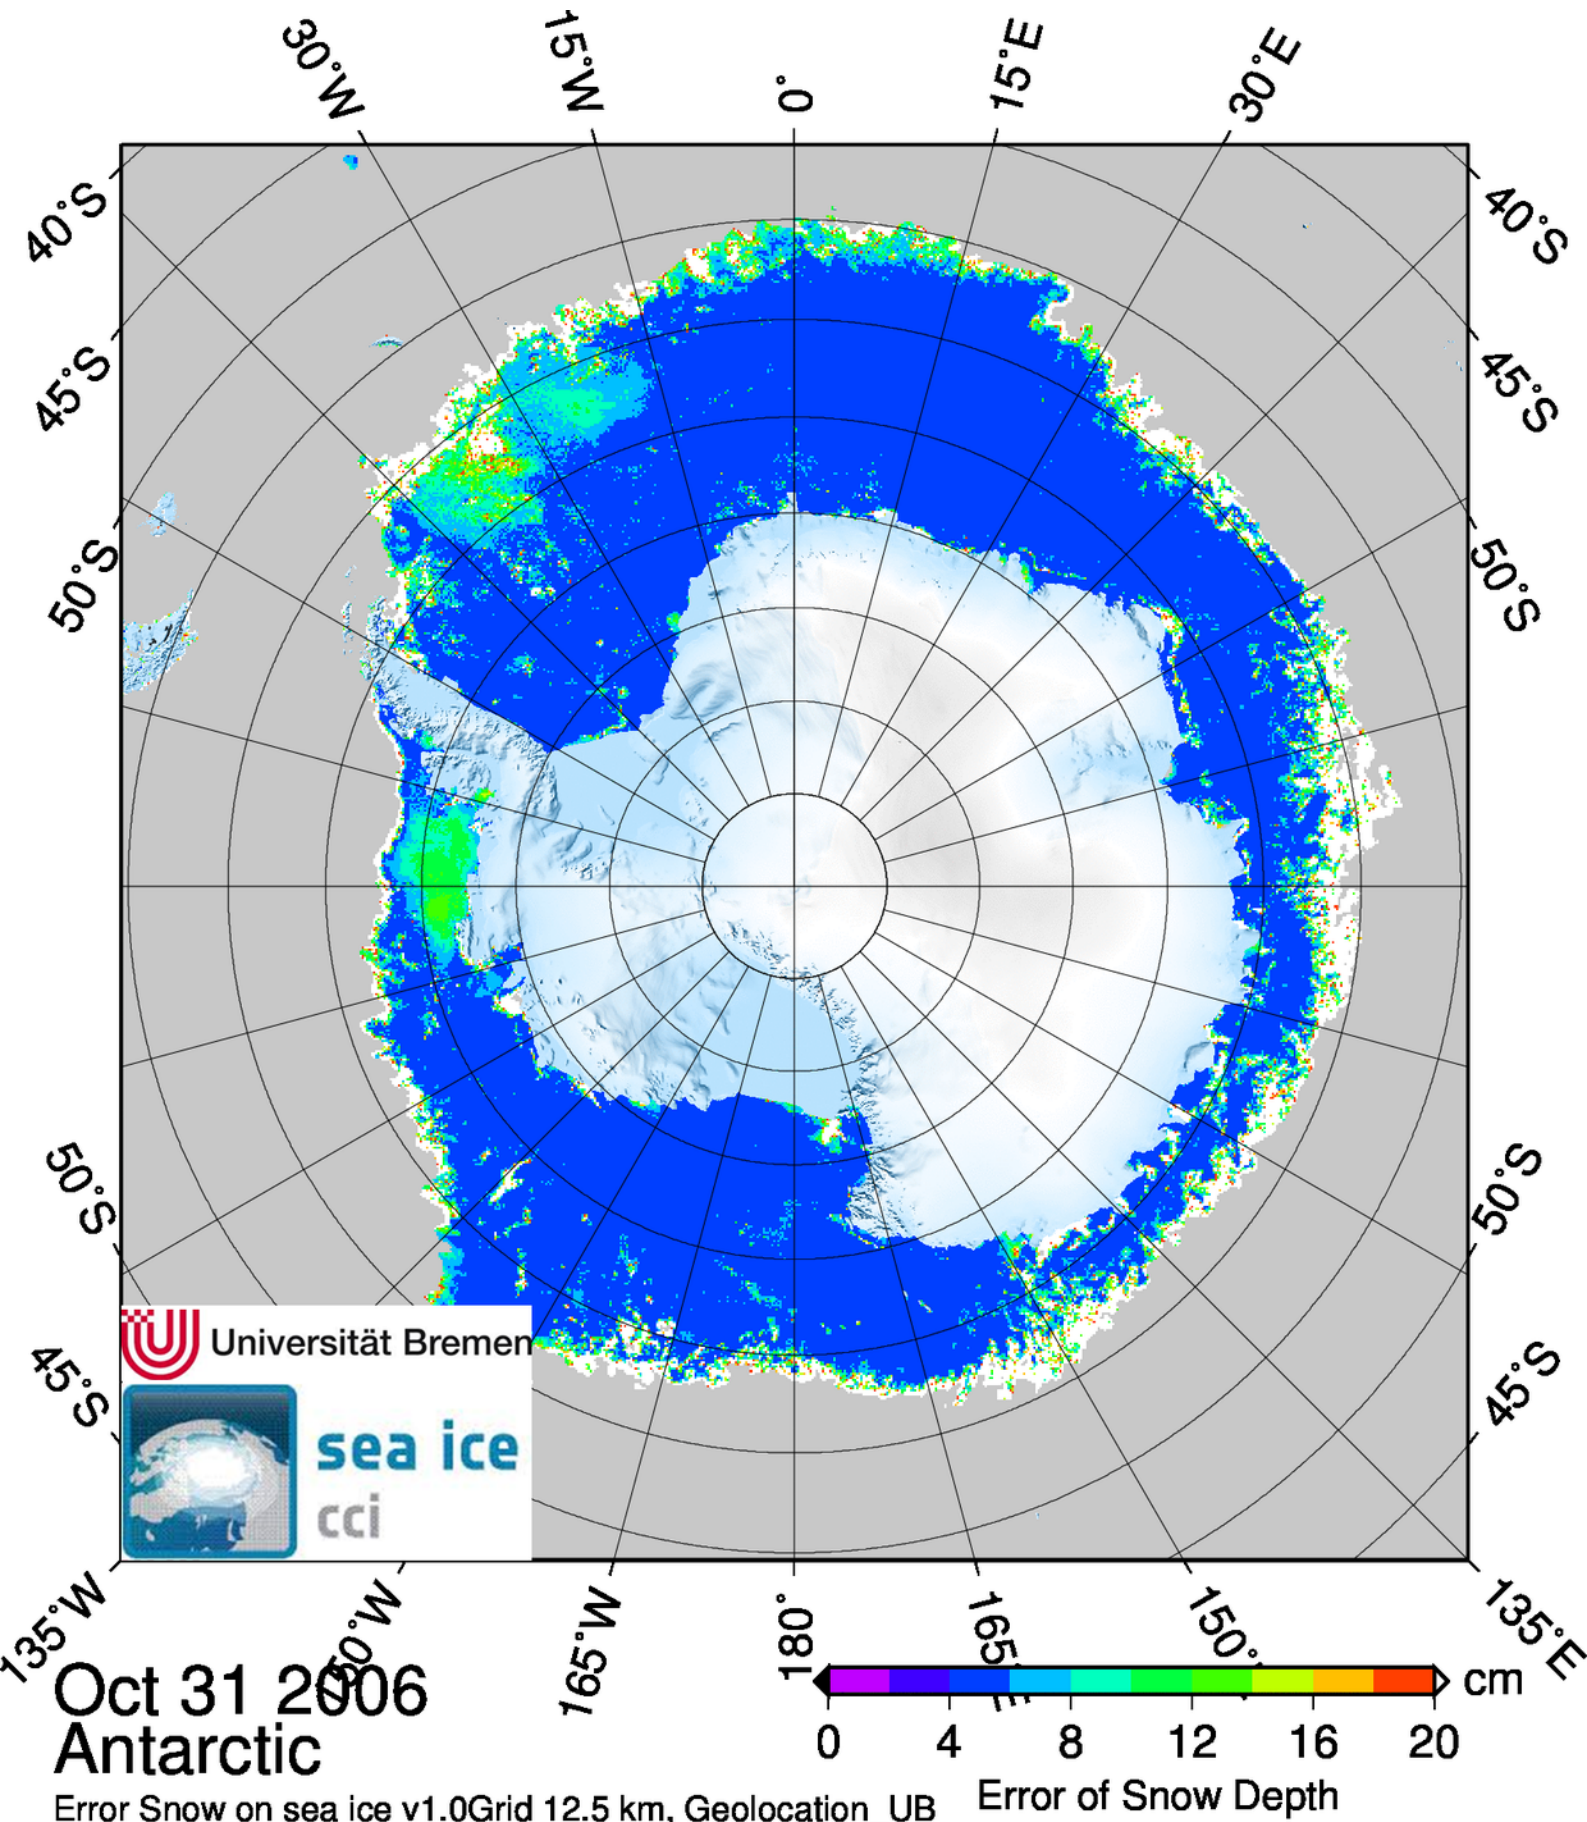 30°W 15°W 0° 15°E 30°E
40°S 40°S
45°S 45°S
50°S 50°S
50°S 50°S
45°S 45°S
Universität Bremen
sea ice
cci
135°W 165°W 180° 165°E 150° 135°E
Oct 31 2006
Antarctic
Error Snow on sea ice v1.0Grid 12.5 km, Geolocation UB
cm
0 4 8 12 16 20
Error of Snow Depth